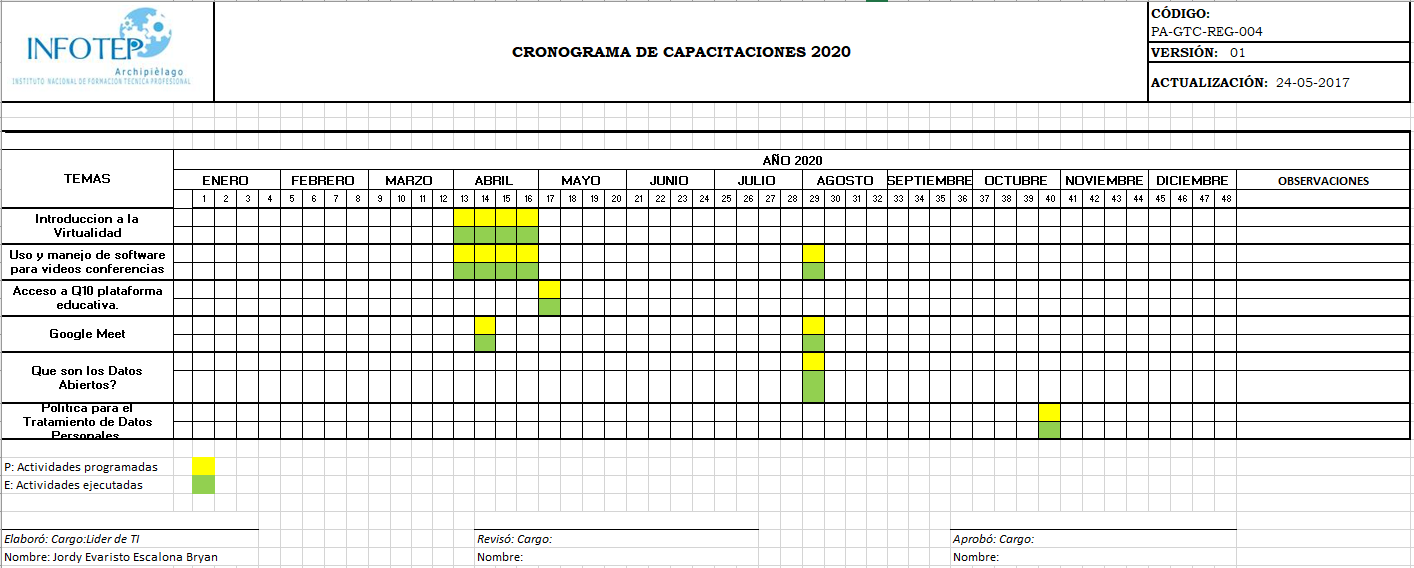 INFOTEP
Archipiélago
INSTITUTO NACIONAL DE FORMACION TECNICA PROFESIONAL
CRONOGRAMA DE CAPACITACIONES 2020
CÓDIGO:
PA-GTC-REG-004
VERSIÓN: 01
ACTUALIZACIÓN: 24-05-2017
TEMAS
AÑO 2020
ENERO FEBRERO MARZO ABRIL MAYO JUNIO JULIO AGOSTO SEPTIEMBRE OCTUBRE NOVIEMBRE DICIEMBRE OBSERVACIONES
1 2 3 4 5 6 7 8 9 10 11 12 13 14 15 16 17 18 19 20 21 22 23 24 25 26 27 28 29 30 31 32 33 34 35 36 37 38 39 40 41 42 43 44 45 46 47 48
Introduccion a la
Virtualidad
Uso y manejo de software
para videos conferencias
Acceso a Q10 plataforma
educativa.
Google Meet
Que son los Datos
Abiertos?
Politica para el
Tratamiento de Datos
Personales
P: Actividades programadas
E: Actividades ejecutadas
Elaboró: Cargo:Lider de TI
Nombre: Jordy Evaristo Escalona Bryan
Revisó: Cargo:
Nombre:
Aprobó: Cargo:
Nombre: